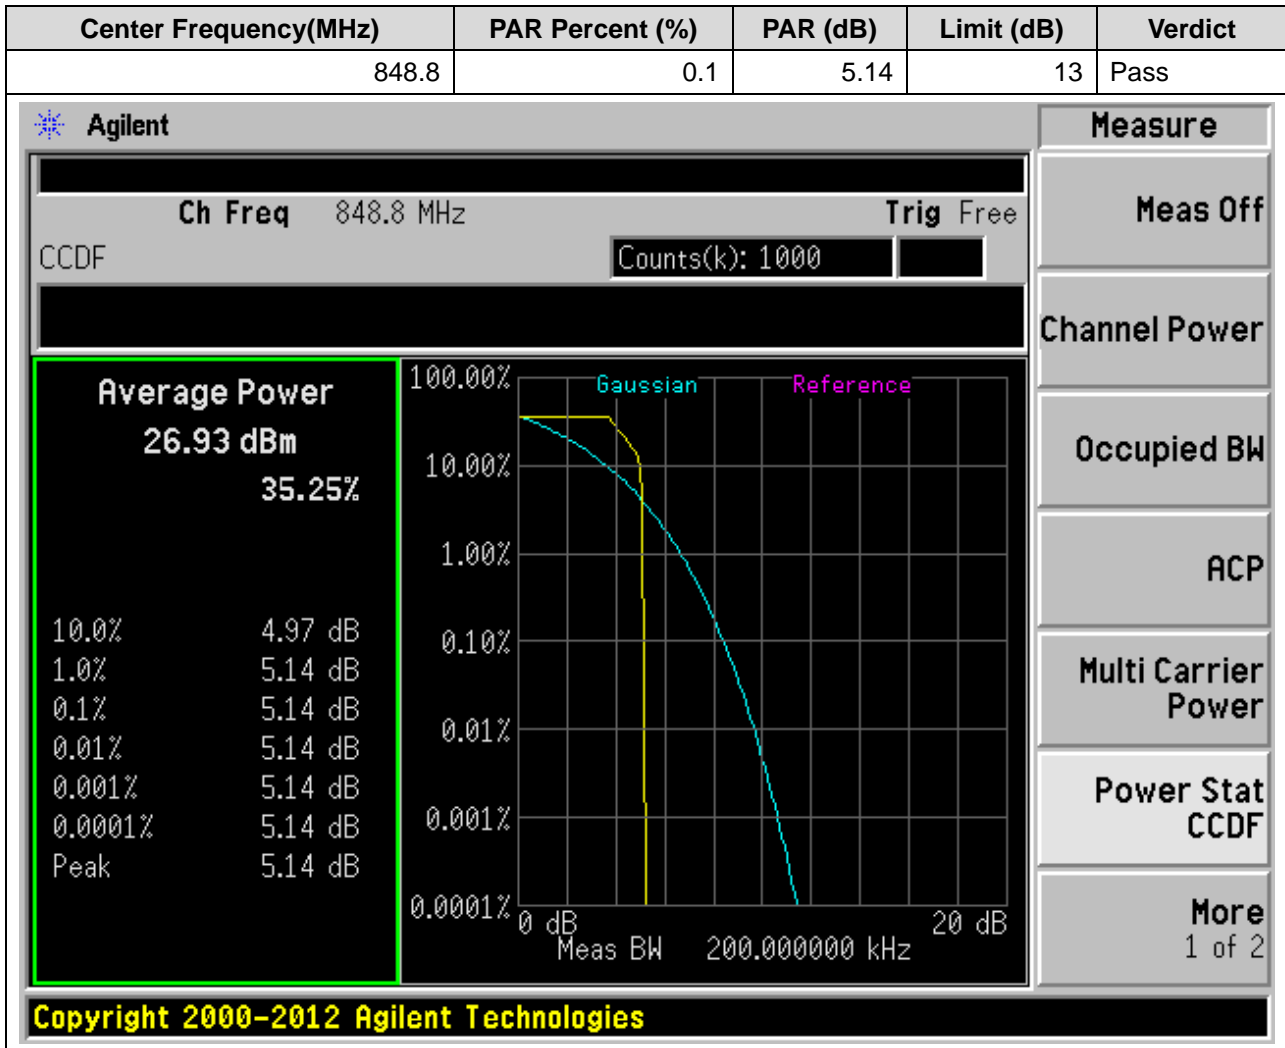 Center Frequency(MHz) PAR Percent (%) PAR (dB) Limit (dB) Verdict
848.8 0.1 5.14 13 Pass
Agilent
Measure
Ch Freq 848.8 MHz Trig Free
CCDF Counts(k): 1000
Average Power
26.93 dBm
35.25%
10.0% 4.97 dB
1.0% 5.14 dB
0.1% 5.14 dB
0.01% 5.14 dB
0.001% 5.14 dB
0.0001% 5.14 dB
Peak 5.14 dB
100.00%
Gaussian Reference
10.00%
1.00%
0.10%
0.01%
0.001%
0.0001%
0 dB 20 dB
Meas BW 200.000000 kHz
Meas Off
Channel Power
Occupied BW
ACP
Multi Carrier
Power
Power Stat
CCDF
More
1 of 2
Copyright 2000-2012 Agilent Technologies